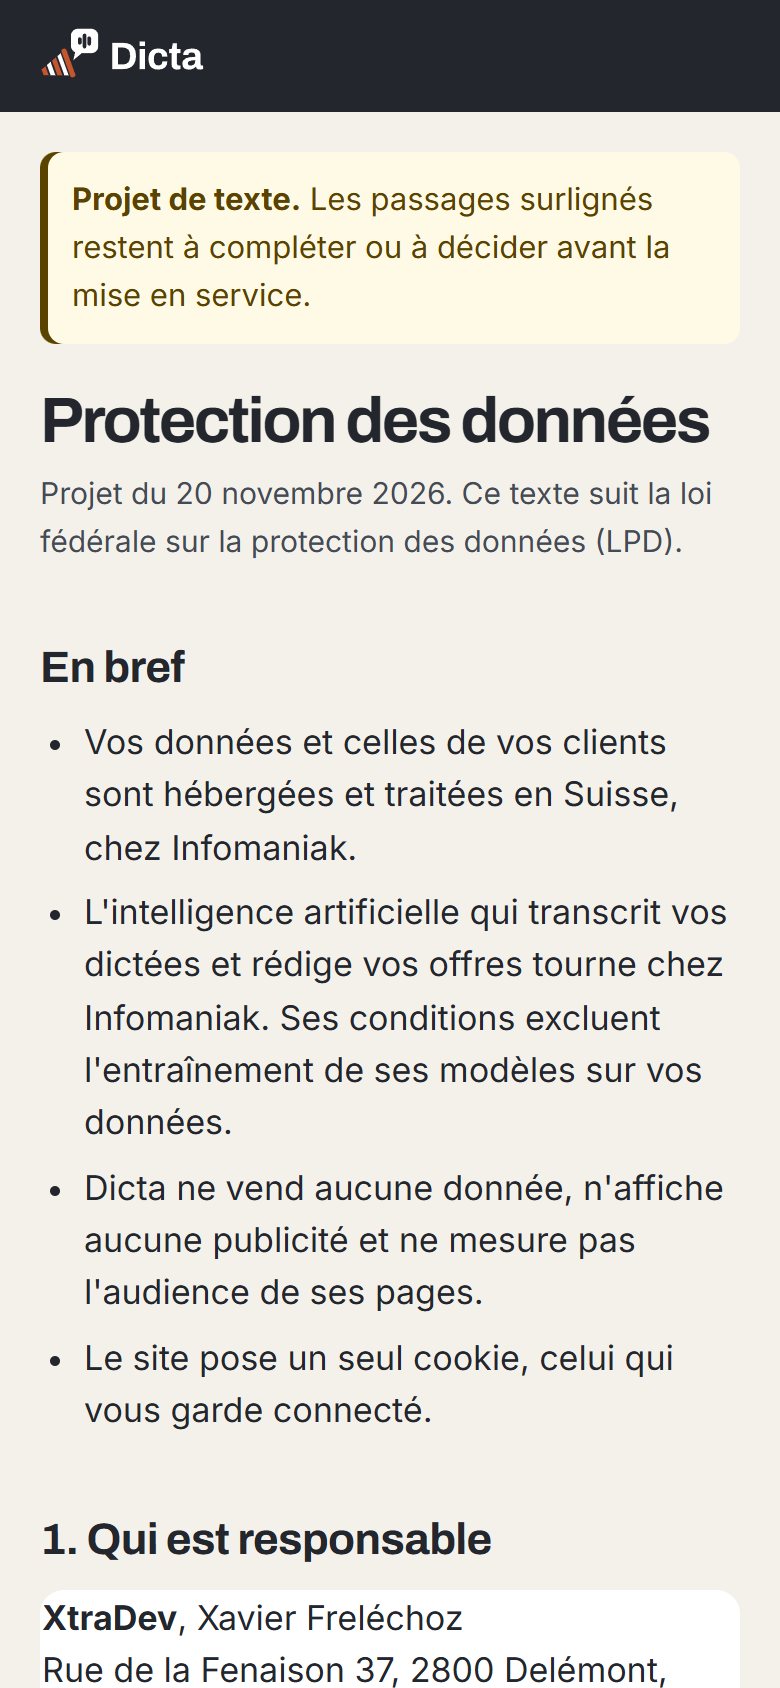 Dicta
Projet de texte. Les passages surlignés
restent à compléter ou à décider avant la
mise en service.
Protection des données
Projet du 20 novembre 2026. Ce texte suit la loi
fédérale sur la protection des données (LPD).
En bref
• Vos données et celles de vos clients
sont hébergées et traitées en Suisse,
chez Infomaniak.
• L'intelligence artificielle qui transcrit vos
dictées et rédige vos offres tourne chez
Infomaniak. Ses conditions excluent
l'entraînement de ses modèles sur vos
données.
• Dicta ne vend aucune donnée, n'affiche
aucune publicité et ne mesure pas
l'audience de ses pages.
• Le site pose un seul cookie, celui qui
vous garde connecté.
1. Qui est responsable
XtraDev, Xavier Freléchoz
Rue de la Fenaison 37, 2800 Delémont,